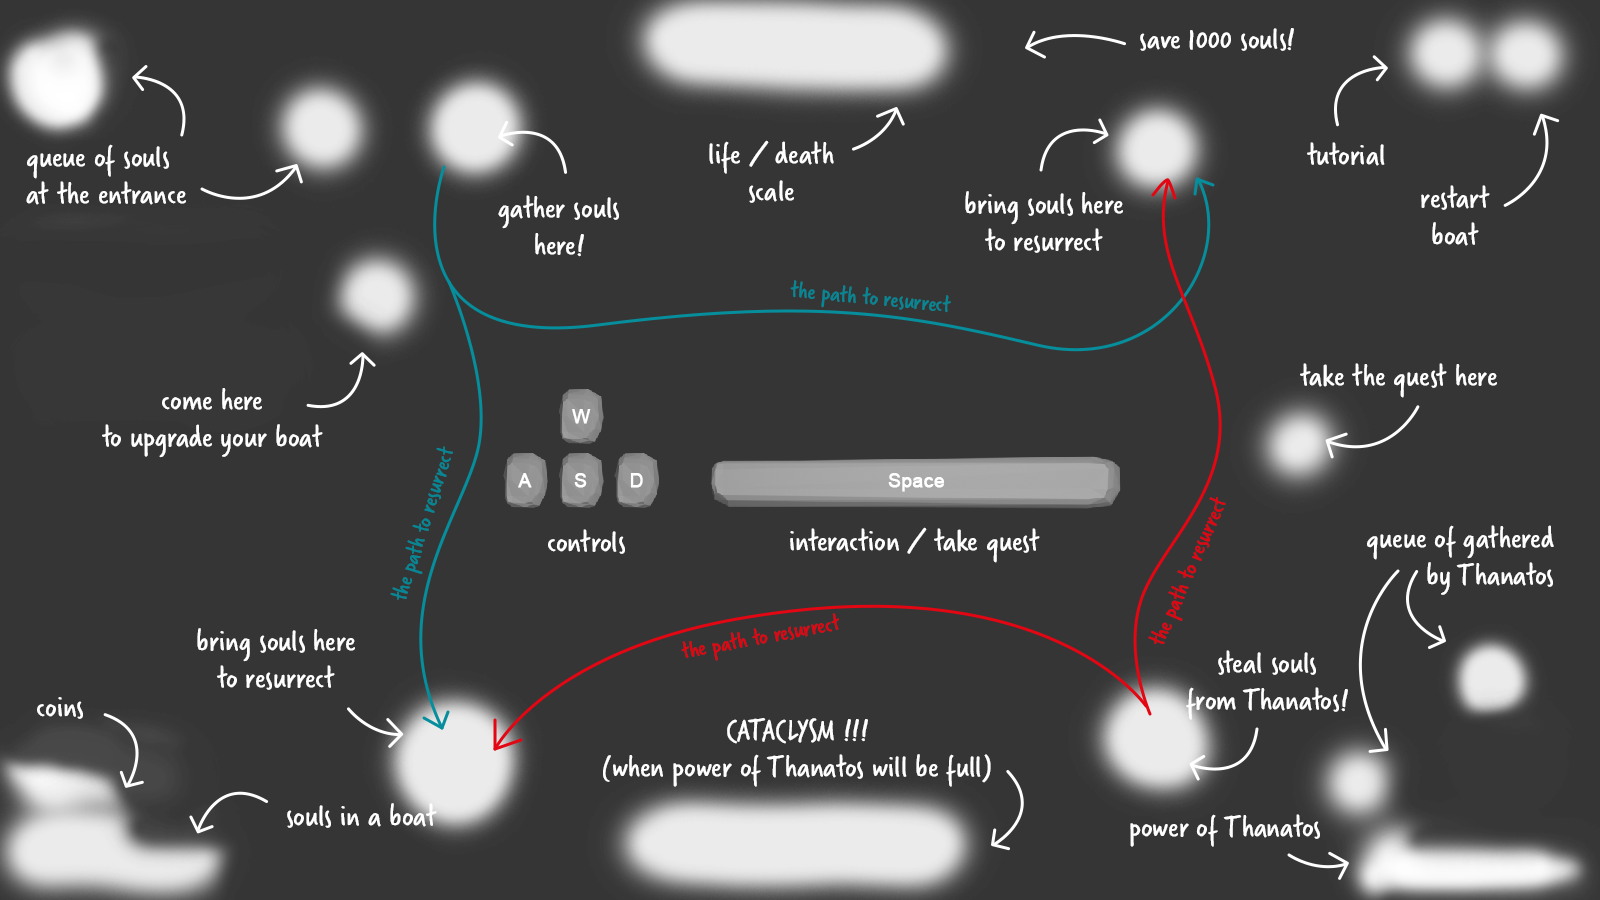 save 1000 souls!
queue of souls
at the entrance
gather souls
here!
life / death
scale
bring souls here
to resurrect
tutorial
restart
boat
the path to resurrect
come here
to upgrade your boat
take the quest here
W
A
S
D
Space
controls
interaction / take quest
the path to resurrect
the path to resurrect
the path to resurrect
queue of gathered
by Thanatos
bring souls here
to resurrect
steal souls
from Thanatos!
coins
souls in a boat
CATACLYSM !!!
(when power of Thanatos will be full)
power of Thanatos